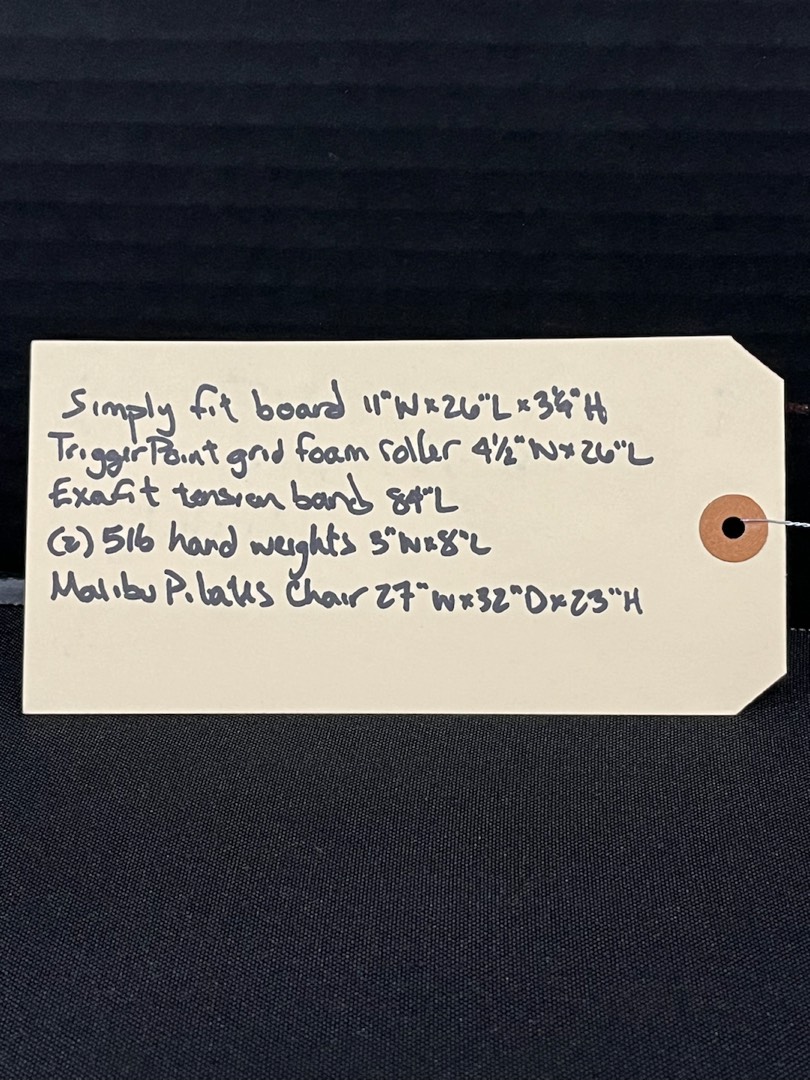 Simply fit board 11"W x 26"L x 3¼"H
TriggerPoint grid foam roller 4½"W x 26"L
Exafit tension band 84"L
(2) 5lb hand weights 3"W x 8"L
Malibu Pilates Chair 27"W x 32"D x 23"H